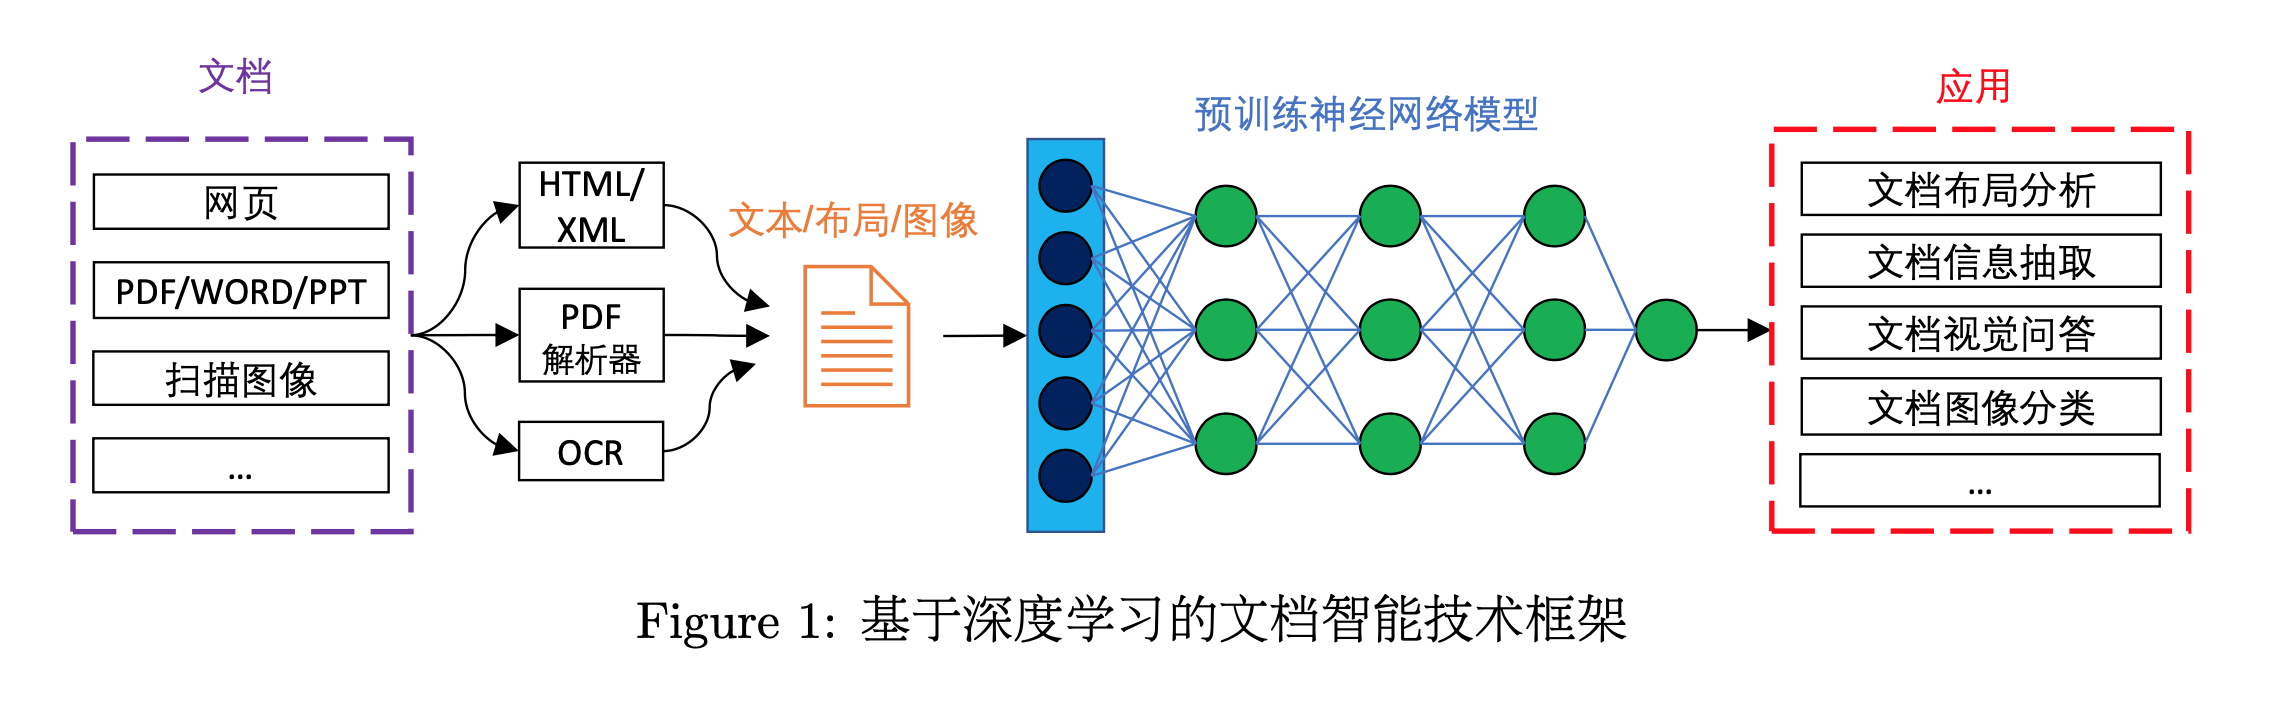 文档
网页
PDF/WORD/PPT
扫描图像
...
HTML/
XML
PDF
解析器
OCR
文本/布局/图像
预训练神经网络模型
应用
文档布局分析
文档信息抽取
文档视觉问答
文档图像分类
...
Figure 1: 基于深度学习的文档智能技术框架